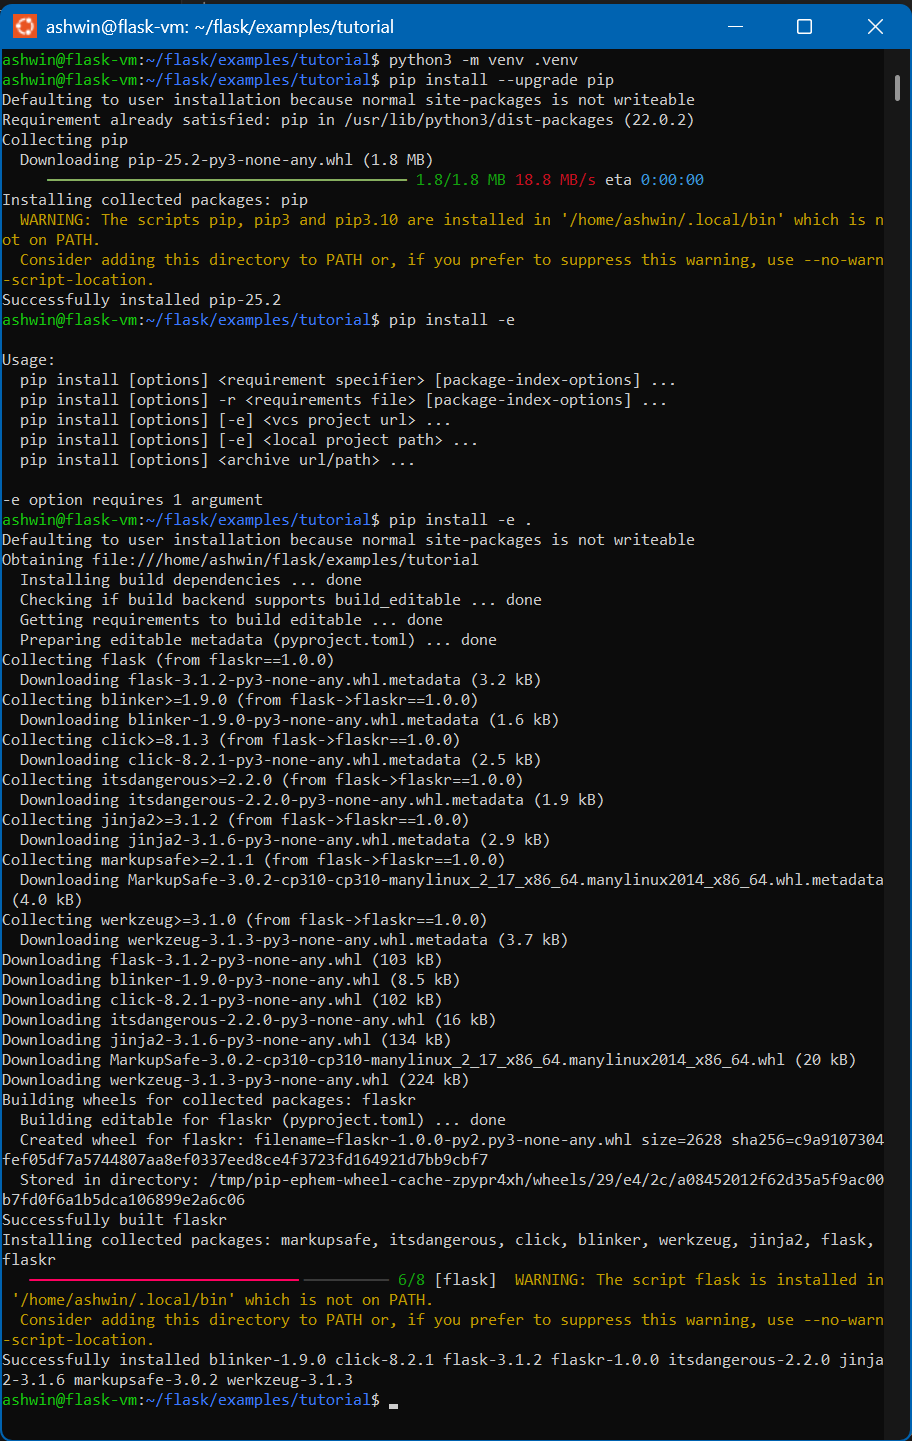 ashwin@flask-vm: ~/flask/examples/tutorial
ashwin@flask-vm:~/flask/examples/tutorial$ python3 -m venv .venv
ashwin@flask-vm:~/flask/examples/tutorial$ pip install --upgrade pip
Defaulting to user installation because normal site-packages is not writeable
Requirement already satisfied: pip in /usr/lib/python3/dist-packages (22.0.2)
Collecting pip
  Downloading pip-25.2-py3-none-any.whl (1.8 MB)
1.8/1.8 MB 18.8 MB/s eta 0:00:00
Installing collected packages: pip
  WARNING: The scripts pip, pip3 and pip3.10 are installed in '/home/ashwin/.local/bin' which is n
ot on PATH.
  Consider adding this directory to PATH or, if you prefer to suppress this warning, use --no-warn
-script-location.
Successfully installed pip-25.2
ashwin@flask-vm:~/flask/examples/tutorial$ pip install -e

Usage:
  pip install [options] <requirement specifier> [package-index-options] ...
  pip install [options] -r <requirements file> [package-index-options] ...
  pip install [options] [-e] <vcs project url> ...
  pip install [options] [-e] <local project path> ...
  pip install [options] <archive url/path> ...

-e option requires 1 argument
ashwin@flask-vm:~/flask/examples/tutorial$ pip install -e .
Defaulting to user installation because normal site-packages is not writeable
Obtaining file:///home/ashwin/flask/examples/tutorial
  Installing build dependencies ... done
  Checking if build backend supports build_editable ... done
  Getting requirements to build editable ... done
  Preparing editable metadata (pyproject.toml) ... done
Collecting flask (from flaskr==1.0.0)
  Downloading flask-3.1.2-py3-none-any.whl.metadata (3.2 kB)
Collecting blinker>=1.9.0 (from flask->flaskr==1.0.0)
  Downloading blinker-1.9.0-py3-none-any.whl.metadata (1.6 kB)
Collecting click>=8.1.3 (from flask->flaskr==1.0.0)
  Downloading click-8.2.1-py3-none-any.whl.metadata (2.5 kB)
Collecting itsdangerous>=2.2.0 (from flask->flaskr==1.0.0)
  Downloading itsdangerous-2.2.0-py3-none-any.whl.metadata (1.9 kB)
Collecting jinja2>=3.1.2 (from flask->flaskr==1.0.0)
  Downloading jinja2-3.1.6-py3-none-any.whl.metadata (2.9 kB)
Collecting markupsafe>=2.1.1 (from flask->flaskr==1.0.0)
  Downloading MarkupSafe-3.0.2-cp310-cp310-manylinux_2_17_x86_64.manylinux2014_x86_64.whl.metadata
 (4.0 kB)
Collecting werkzeug>=3.1.0 (from flask->flaskr==1.0.0)
  Downloading werkzeug-3.1.3-py3-none-any.whl.metadata (3.7 kB)
Downloading flask-3.1.2-py3-none-any.whl (103 kB)
Downloading blinker-1.9.0-py3-none-any.whl (8.5 kB)
Downloading click-8.2.1-py3-none-any.whl (102 kB)
Downloading itsdangerous-2.2.0-py3-none-any.whl (16 kB)
Downloading jinja2-3.1.6-py3-none-any.whl (134 kB)
Downloading MarkupSafe-3.0.2-cp310-cp310-manylinux_2_17_x86_64.manylinux2014_x86_64.whl (20 kB)
Downloading werkzeug-3.1.3-py3-none-any.whl (224 kB)
Building wheels for collected packages: flaskr
  Building editable for flaskr (pyproject.toml) ... done
  Created wheel for flaskr: filename=flaskr-1.0.0-py2.py3-none-any.whl size=2628 sha256=c9a9107304
fef05df7a5744807aa8ef0337eed8ce4f3723fd164921d7bb9cbf7
  Stored in directory: /tmp/pip-ephem-wheel-cache-zpypr4xh/wheels/29/e4/2c/a08452012f62d35a5f9ac00
b7fd0f6a1b5dca106899e2a6c06
Successfully built flaskr
Installing collected packages: markupsafe, itsdangerous, click, blinker, werkzeug, jinja2, flask,
flaskr
6/8 [flask]  WARNING: The script flask is installed in
 '/home/ashwin/.local/bin' which is not on PATH.
  Consider adding this directory to PATH or, if you prefer to suppress this warning, use --no-warn
-script-location.
Successfully installed blinker-1.9.0 click-8.2.1 flask-3.1.2 flaskr-1.0.0 itsdangerous-2.2.0 jinja
2-3.1.6 markupsafe-3.0.2 werkzeug-3.1.3
ashwin@flask-vm:~/flask/examples/tutorial$